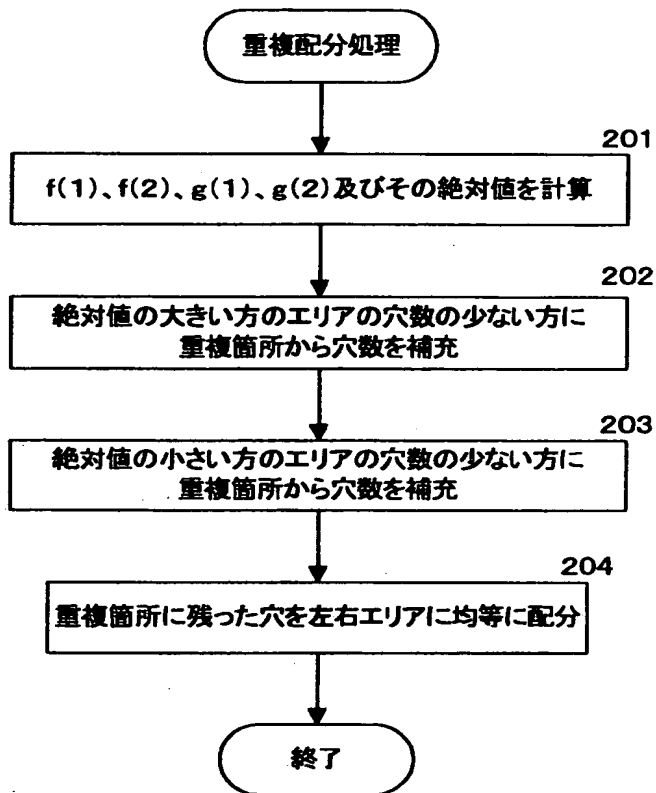 重複配分処理
201
f(1)、f(2)、g(1)、g(2)及びその絶対値を計算
202
絶対値の大きい方のエリアの穴数の少ない方に
重複箇所から穴数を補充
203
絶対値の小さい方のエリアの穴数の少ない方に
重複箇所から穴数を補充
204
重複箇所に残った穴を左右エリアに均等に配分
終了